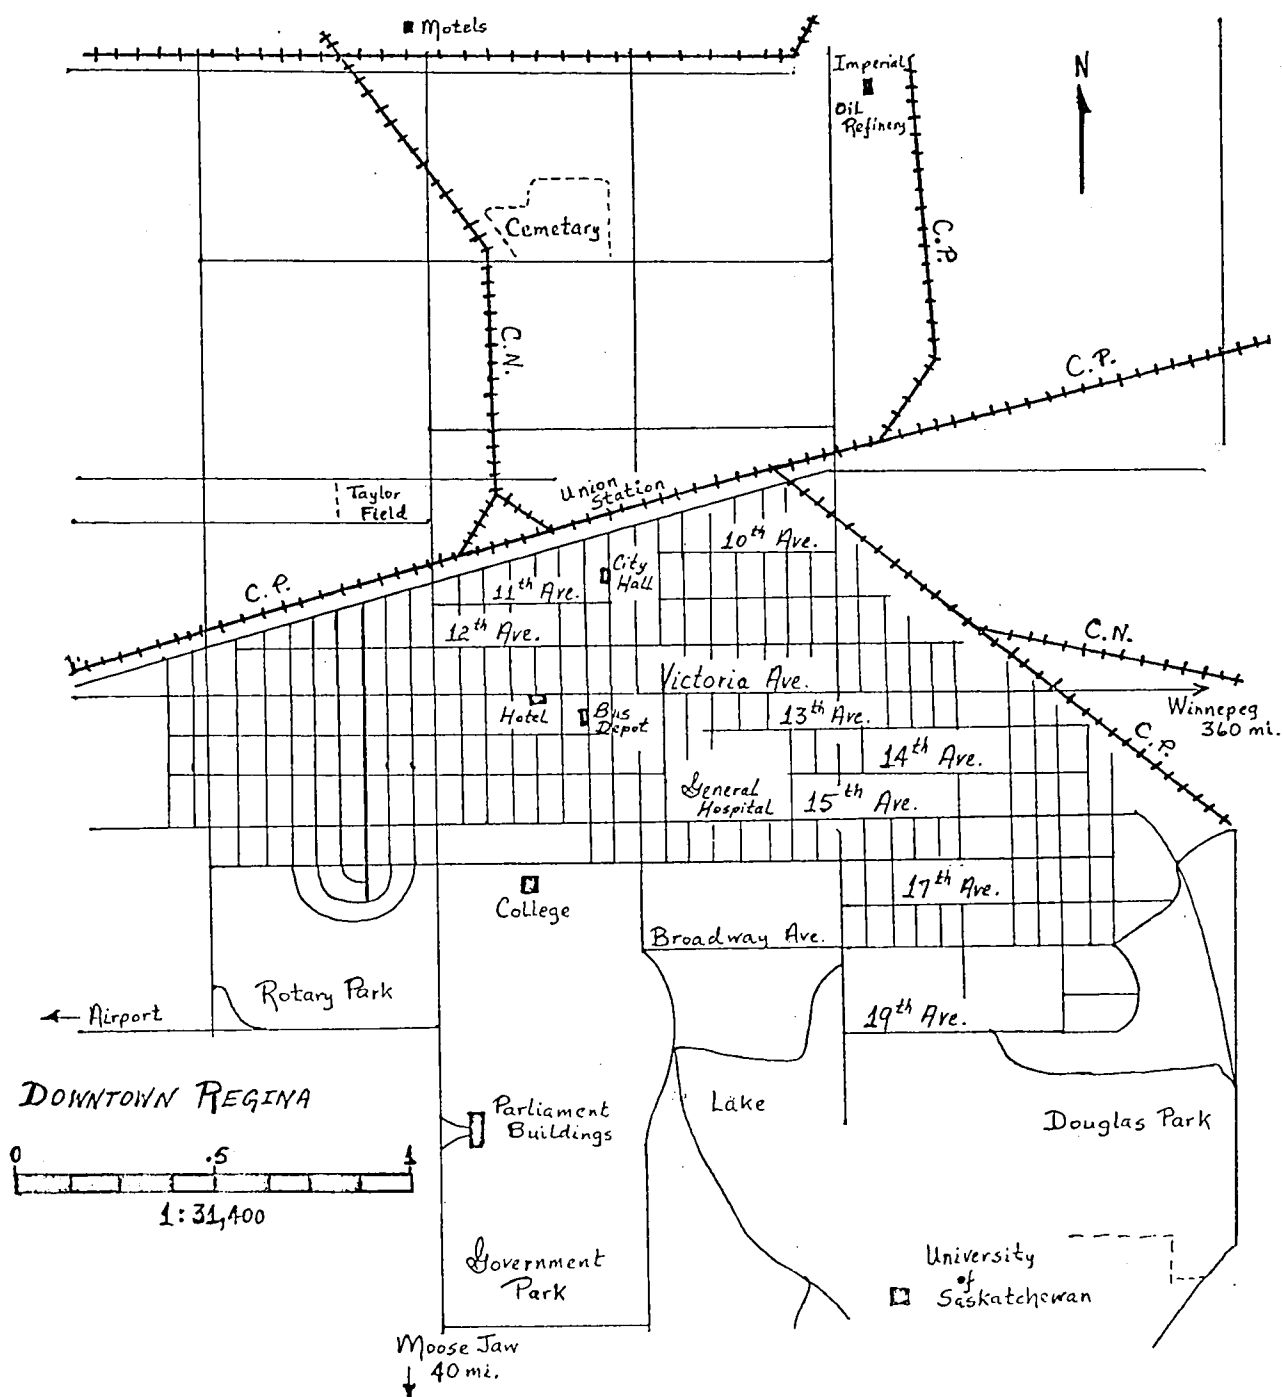 Motels
Imperial
Oil
Refinery
N
Cemetary
C.P.
C.N.
C.P.
Taylor
Field
Union
Station
10th Ave.
City
Hall
C.P.
11th Ave.
12th Ave.
C.N.
Victoria Ave.
Hotel
Bus
Depot
13th Ave.
Winnepeg
360 mi.
C.P.
14th Ave.
General
Hospital
15th Ave.
College
17th Ave.
Broadway Ave.
Rotary Park
Airport
19th Ave.
DOWNTOWN REGINA
Parliament
Buildings
Lake
Douglas Park
0 .5 1
1:31,400
Government
Park
University
of
Saskatchewan
Moose Jaw
40 mi.